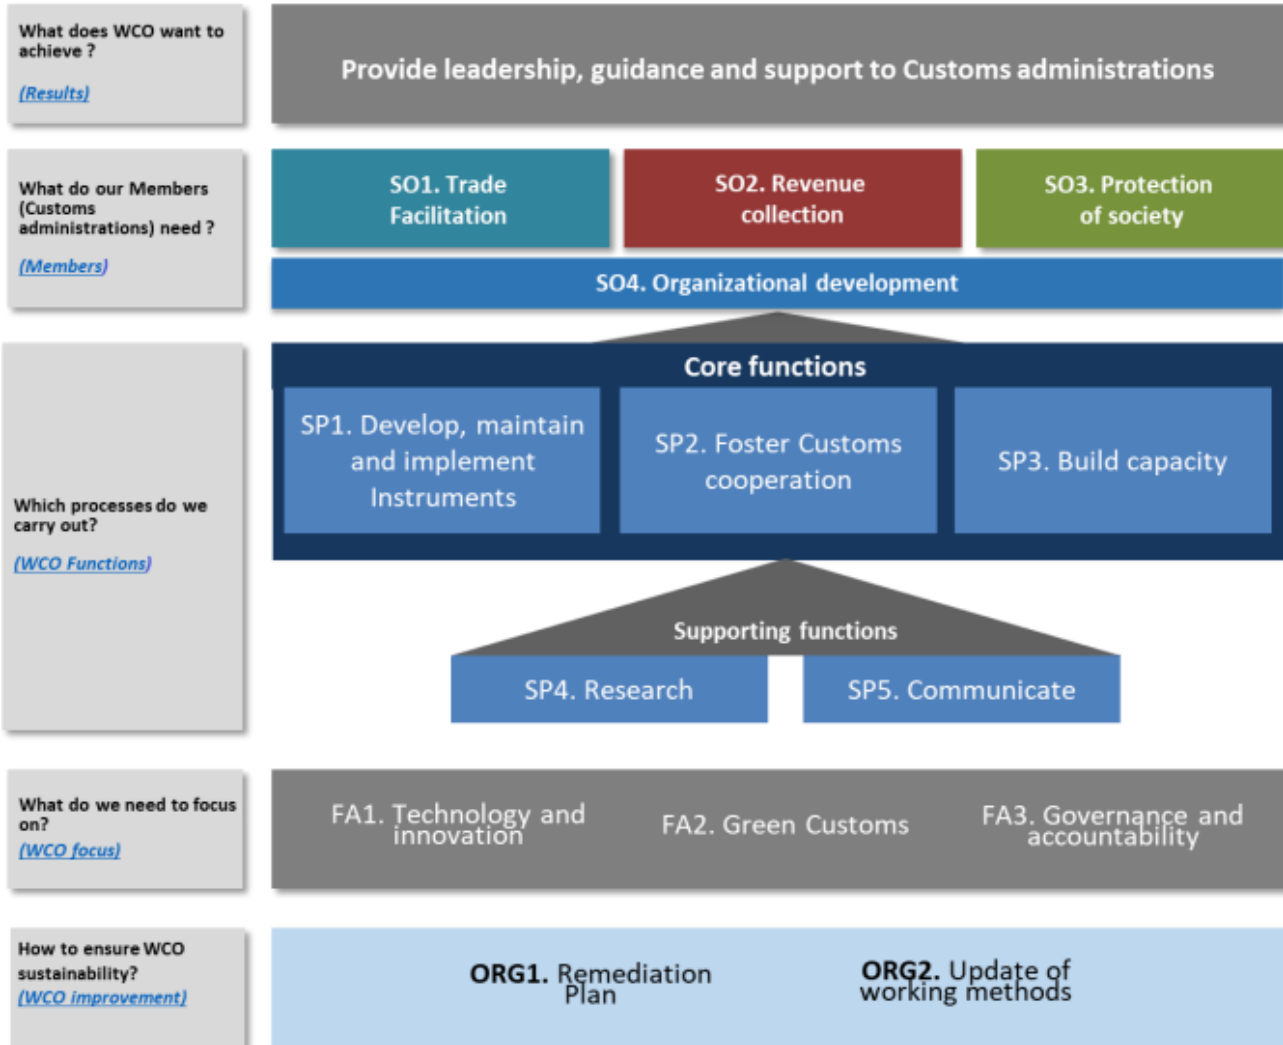 What does WCO want to
achieve ?
(Results)
Provide leadership, guidance and support to Customs administrations
What do our Members
(Customs
administrations) need ?
(Members)
SO1. Trade
Facilitation
SO2. Revenue
collection
SO3. Protection
of society
SO4. Organizational development
Which processes do we
carry out?
(WCO Functions)
Core functions
SP1. Develop, maintain
and implement
Instruments
SP2. Foster Customs
cooperation
SP3. Build capacity
Supporting functions
SP4. Research
SP5. Communicate
What do we need to focus
on?
(WCO focus)
FA1. Technology and
innovation
FA2. Green Customs
FA3. Governance and
accountability
How to ensure WCO
sustainability?
(WCO improvement)
ORG1. Remediation
Plan
ORG2. Update of
working methods